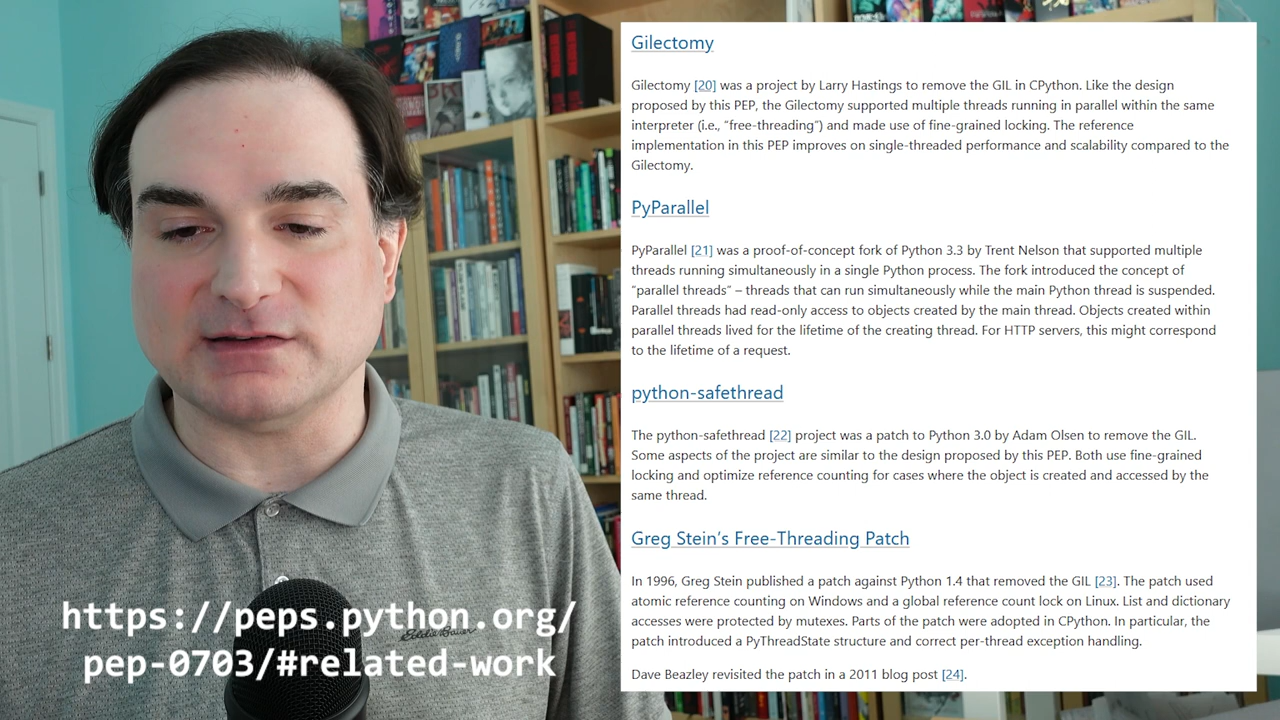 Gilectomy
Gilectomy [20] was a project by Larry Hastings to remove the GIL in CPython. Like the design
proposed by this PEP, the Gilectomy supported multiple threads running in parallel within the same
interpreter (i.e., “free-threading”) and made use of fine-grained locking. The reference
implementation in this PEP improves on single-threaded performance and scalability compared to the
Gilectomy.
PyParallel
PyParallel [21] was a proof-of-concept fork of Python 3.3 by Trent Nelson that supported multiple
threads running simultaneously in a single Python process. The fork introduced the concept of
“parallel threads” – threads that can run simultaneously while the main Python thread is suspended.
Parallel threads had read-only access to objects created by the main thread. Objects created within
parallel threads lived for the lifetime of the creating thread. For HTTP servers, this might correspond
to the lifetime of a request.
python-safethread
The python-safethread [22] project was a patch to Python 3.0 by Adam Olsen to remove the GIL.
Some aspects of the project are similar to the design proposed by this PEP. Both use fine-grained
locking and optimize reference counting for cases where the object is created and accessed by the
same thread.
Greg Stein’s Free-Threading Patch
In 1996, Greg Stein published a patch against Python 1.4 that removed the GIL [23]. The patch used
atomic reference counting on Windows and a global reference count lock on Linux. List and dictionary
accesses were protected by mutexes. Parts of the patch were adopted in CPython. In particular, the
patch introduced a PyThreadState structure and correct per-thread exception handling.
Dave Beazley revisited the patch in a 2011 blog post [24].
https://peps.python.org/
pep-0703/#related-work
Eddie Bauer